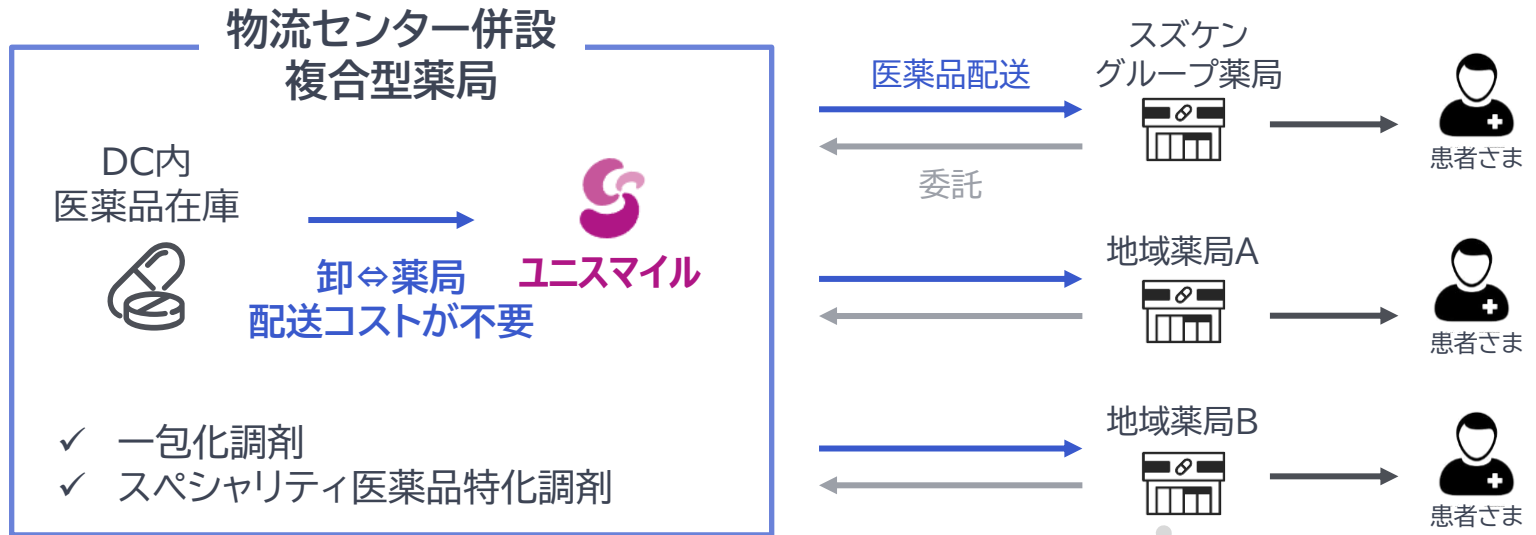 物流センター併設
複合型薬局
DC内
医薬品在庫
卸⇔薬局
配送コストが不要
ユニスマイル
✓ 一包化調剤
✓ スペシャリティ医薬品特化調剤
医薬品配送
委託
スズケン
グループ薬局
患者さま
地域薬局A
患者さま
地域薬局B
患者さま